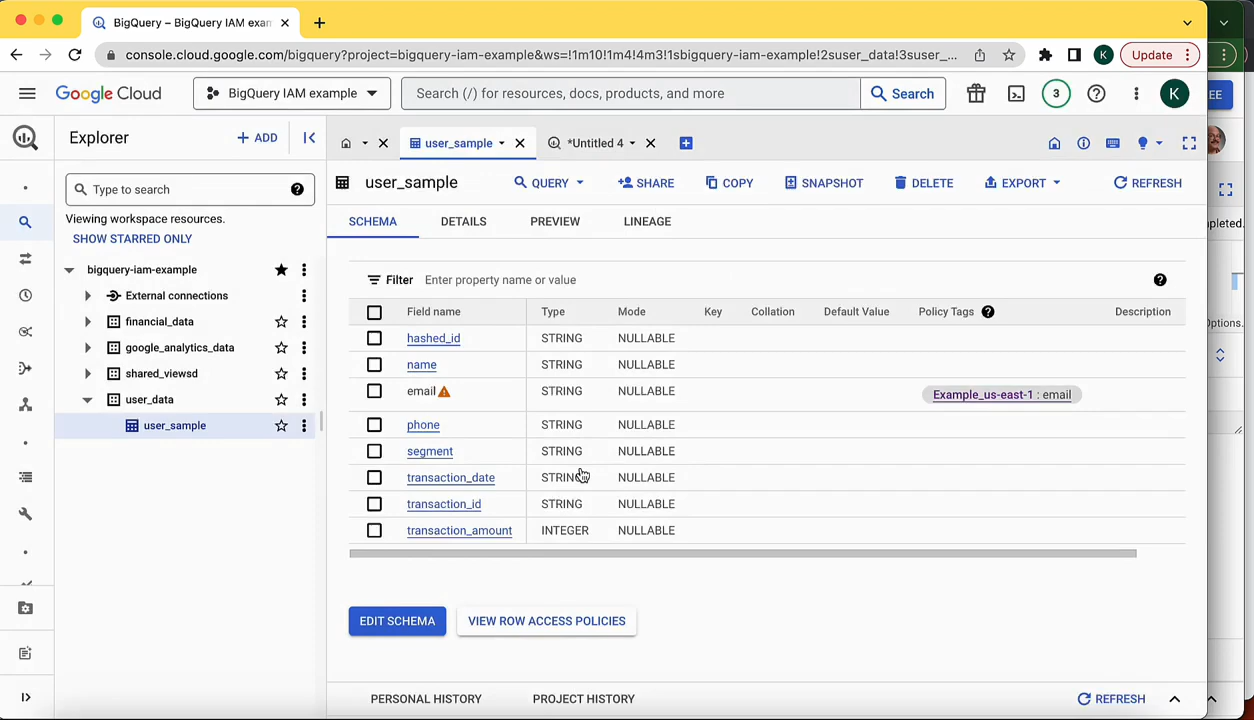 BigQuery – BigQuery IAM exan
console.cloud.google.com/bigquery?project=bigquery-iam-example&ws=!1m10!1m4!4m3!1sbigquery-iam-example!2suser_data!3suser_...
K
Update
Google Cloud
BigQuery IAM example
Search (/) for resources, docs, products, and more
Search
3
K
EE
Explorer
+ ADD
user_sample
*Untitled 4
Type to search
user_sample
QUERY
SHARE
COPY
SNAPSHOT
DELETE
EXPORT
REFRESH
Viewing workspace resources.
SHOW STARRED ONLY
SCHEMA
DETAILS
PREVIEW
LINEAGE
pleted.
bigquery-iam-example
External connections
financial_data
google_analytics_data
shared_viewsd
user_data
user_sample
Filter
Enter property name or value
Field name
Type
Mode
Key
Collation
Default Value
Policy Tags
Description
Options.
hashed_id
STRING
NULLABLE
name
STRING
NULLABLE
email
STRING
NULLABLE
Example_us-east-1 : email
phone
STRING
NULLABLE
segment
STRING
NULLABLE
transaction_date
STRING
NULLABLE
transaction_id
STRING
NULLABLE
transaction_amount
INTEGER
NULLABLE
EDIT SCHEMA
VIEW ROW ACCESS POLICIES
PERSONAL HISTORY
PROJECT HISTORY
REFRESH